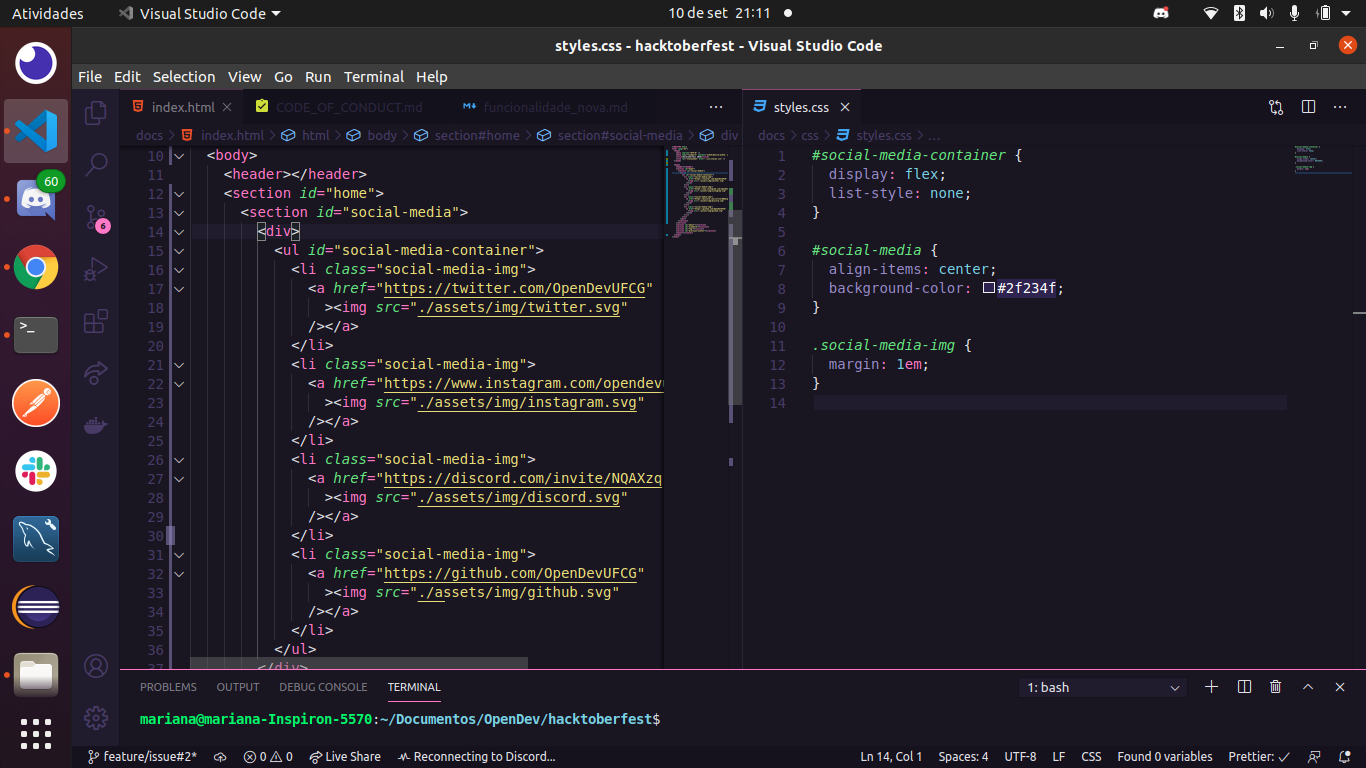 Atividades
Visual Studio Code
10 de set 21:11
styles.css - hacktoberfest - Visual Studio Code
File Edit Selection View Go Run Terminal Help
60
6
index.html
CODE_OF_CONDUCT.md
funcionalidade_nova.md
docs > index.html > html > body > section#home > section#social-media > div
10 <body>
11 <header></header>
12 <section id="home">
13 <section id="social-media">
14 <div>
15 <ul id="social-media-container">
16 <li class="social-media-img">
17 <a href="https://twitter.com/OpenDevUFCG"
18 ><img src="./assets/img/twitter.svg"
19 /></a>
20 </li>
21 <li class="social-media-img">
22 <a href="https://www.instagram.com/opendev
23 ><img src="./assets/img/instagram.svg"
24 /></a>
25 </li>
26 <li class="social-media-img">
27 <a href="https://discord.com/invite/NQAXzq
28 ><img src="./assets/img/discord.svg"
29 /></a>
30 </li>
31 <li class="social-media-img">
32 <a href="https://github.com/OpenDevUFCG"
33 ><img src="./assets/img/github.svg"
34 /></a>
35 </li>
36 </ul>
37 </div>
styles.css
docs > css > styles.css > ...
1 #social-media-container {
2 display: flex;
3 list-style: none;
4 }
5
6 #social-media {
7 align-items: center;
8 background-color: #2f234f;
9 }
10
11 .social-media-img {
12 margin: 1em;
13 }
14
PROBLEMS OUTPUT DEBUG CONSOLE TERMINAL
1: bash
mariana@mariana-Inspiron-5570:~/Documentos/OpenDev/hacktoberfest$
feature/issue#2* 0 0 Live Share Reconnecting to Discord... Ln 14, Col 1 Spaces: 4 UTF-8 LF CSS Found 0 variables Prettier: ✓